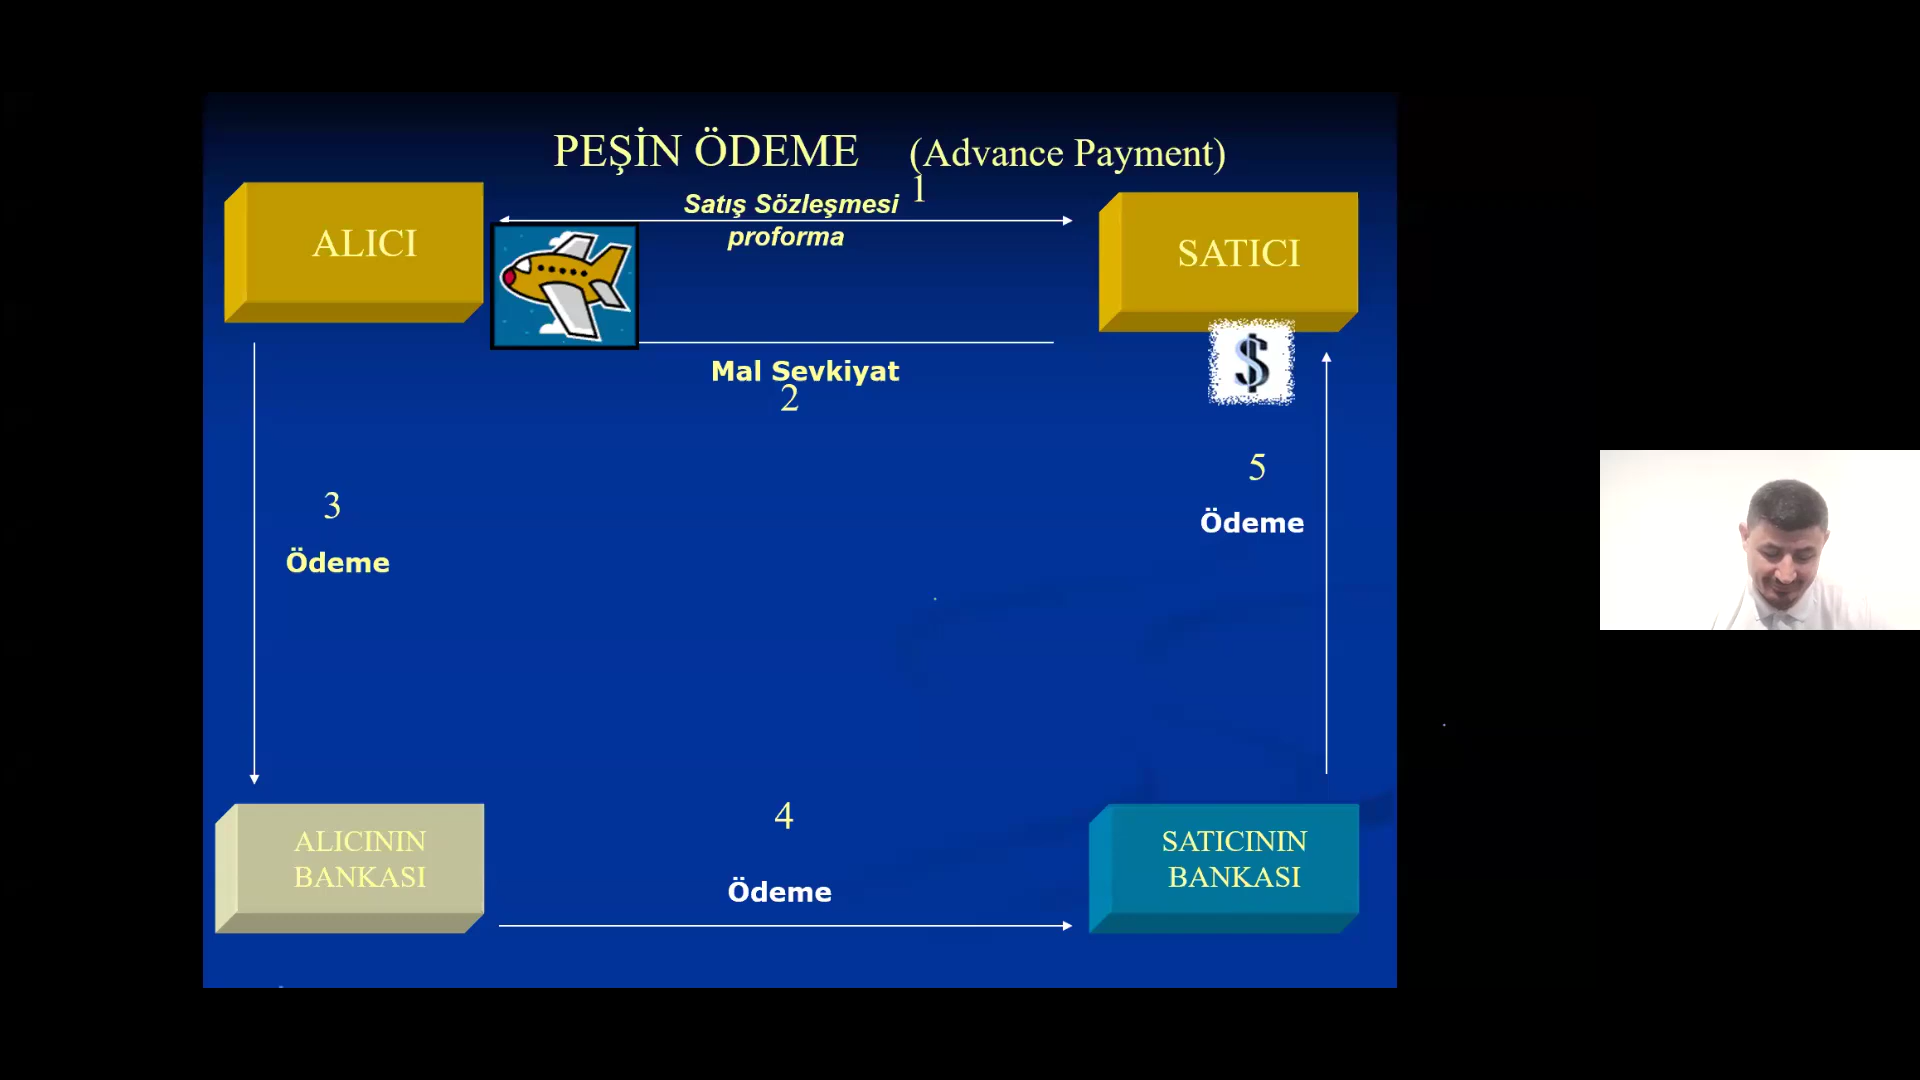 PEŞİN ÖDEME (Advance Payment)
1
Satış Sözleşmesi
proforma
ALICI
SATICI
$
Mal Sevkiyat
2
3
Ödeme
5
Ödeme
4
Ödeme
ALICININ
BANKASI
SATICININ
BANKASI